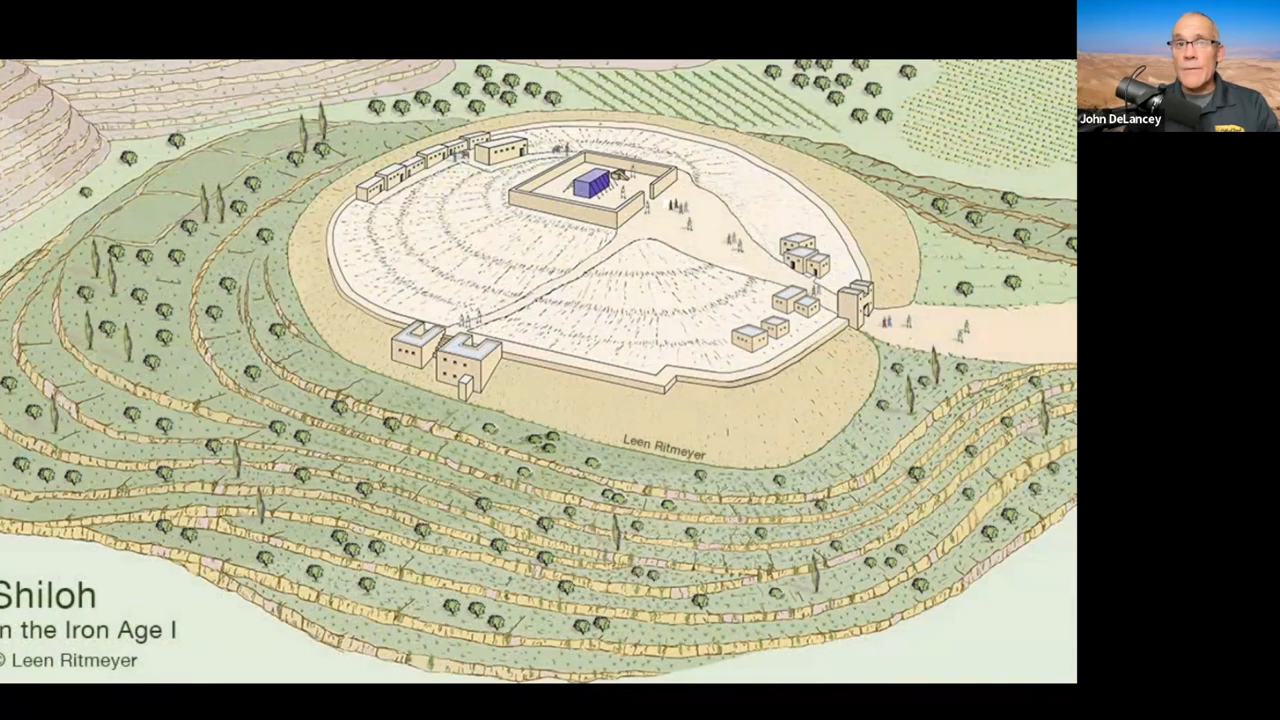 John DeLancey
Leen Ritmeyer
Shiloh
n the Iron Age I
© Leen Ritmeyer